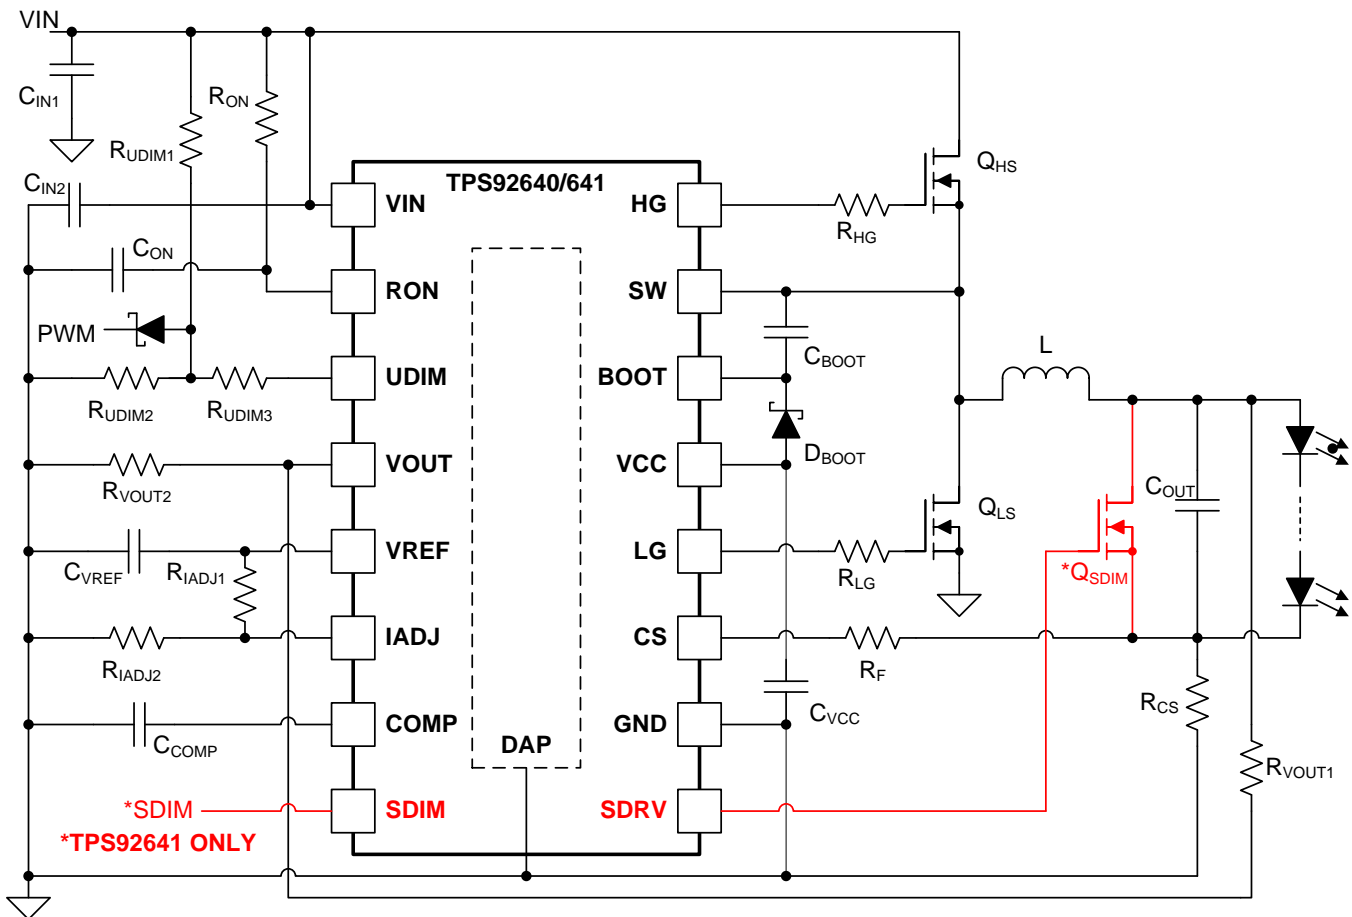 VIN
CIN1
RON
RUDIM1
QHS
TPS92640/641
CIN2
VIN
HG
RHG
CON
RON
SW
PWM
CBOOT
L
UDIM
BOOT
RUDIM2
RUDIM3
DBOOT
VOUT
VCC
RVOUT2
COUT
QLS
VREF
LG
CVREF
RIADJ1
RLG
*QSDIM
IADJ
CS
RIADJ2
RF
RCS
COMP
GND
CVCC
CCOMP
DAP
RVOUT1
*SDIM
SDIM
SDRV
*TPS92641 ONLY